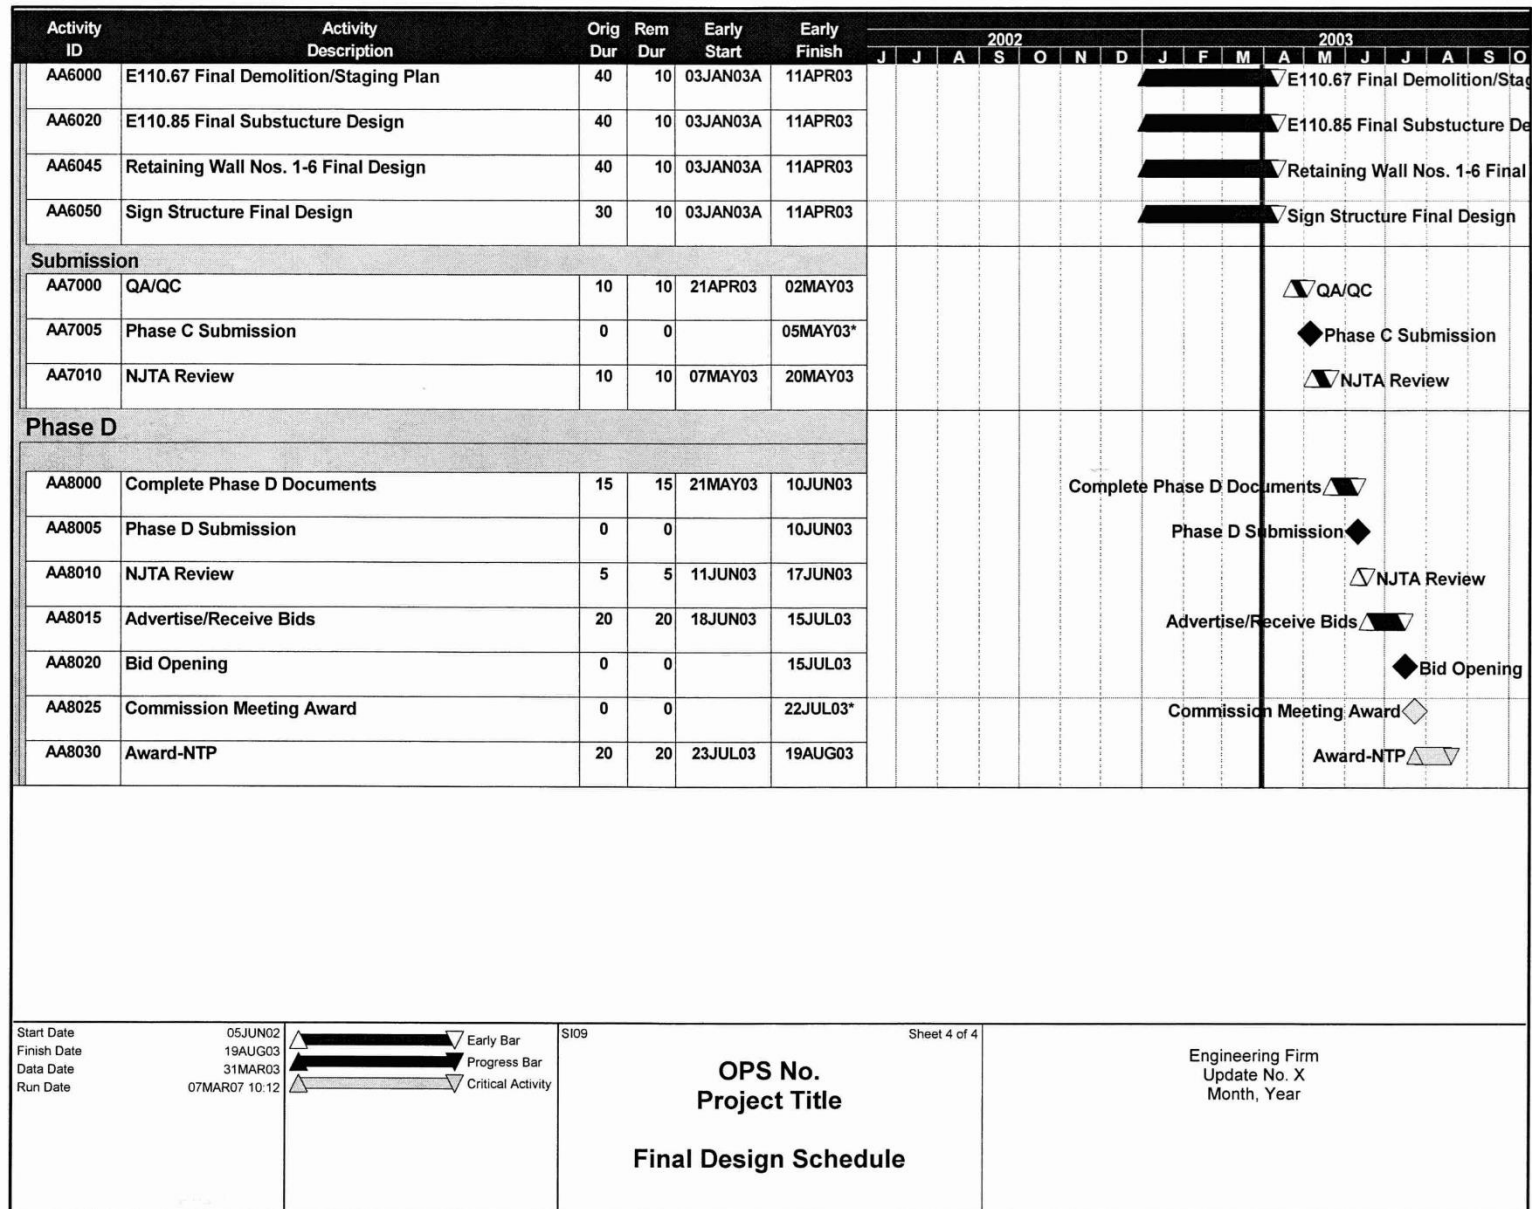 Activity ID Activity Description Orig Dur Rem Dur Early Start Early Finish
2002 2003
J J A S O N D J F M A M J J A S O
AA6000 E110.67 Final Demolition/Staging Plan 40 10 03JAN03A 11APR03 E110.67 Final Demolition/Stag
AA6020 E110.85 Final Substucture Design 40 10 03JAN03A 11APR03 E110.85 Final Substucture De
AA6045 Retaining Wall Nos. 1-6 Final Design 40 10 03JAN03A 11APR03 Retaining Wall Nos. 1-6 Final
AA6050 Sign Structure Final Design 30 10 03JAN03A 11APR03 Sign Structure Final Design
Submission
AA7000 QA/QC 10 10 21APR03 02MAY03 QA/QC
AA7005 Phase C Submission 0 0 05MAY03* Phase C Submission
AA7010 NJTA Review 10 10 07MAY03 20MAY03 NJTA Review
Phase D
AA8000 Complete Phase D Documents 15 15 21MAY03 10JUN03 Complete Phase D Documents
AA8005 Phase D Submission 0 0 10JUN03 Phase D Submission
AA8010 NJTA Review 5 5 11JUN03 17JUN03 NJTA Review
AA8015 Advertise/Receive Bids 20 20 18JUN03 15JUL03 Advertise/Receive Bids
AA8020 Bid Opening 0 0 15JUL03 Bid Opening
AA8025 Commission Meeting Award 0 0 22JUL03* Commission Meeting Award
AA8030 Award-NTP 20 20 23JUL03 19AUG03 Award-NTP
Start Date 05JUN02
Finish Date 19AUG03
Data Date 31MAR03
Run Date 07MAR07 10:12
Early Bar
Progress Bar
Critical Activity
SI09
Sheet 4 of 4
OPS No.
Project Title
Final Design Schedule
Engineering Firm
Update No. X
Month, Year